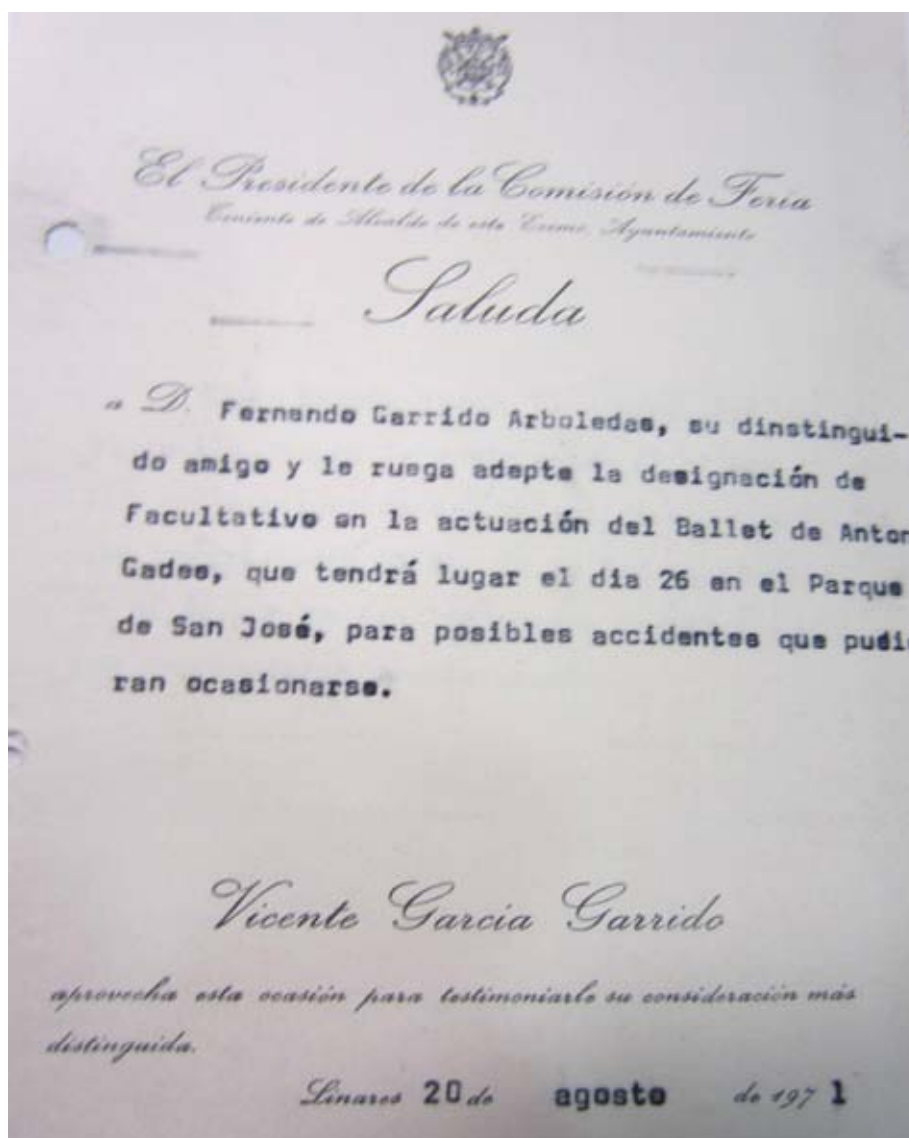 El Presidente de la Comisión de Feria
Teniente de Alcalde de este Excmo. Ayuntamiento
Saluda
a D. Fernando Garrido Arboledas, su dinstingui-
do amigo y le ruega adepte la designación de
Facultativo en la actuación del Ballet de Anton
Gades, que tendrá lugar el dia 26 en el Parque
de San José, para posibles accidentes que pudie
ran ocasionarse.
Vicente Garcia Garrido
aprovecha esta ocasión para testimoniarle su consideración más
distinguida.
Linares 20 de agosto de 197 1